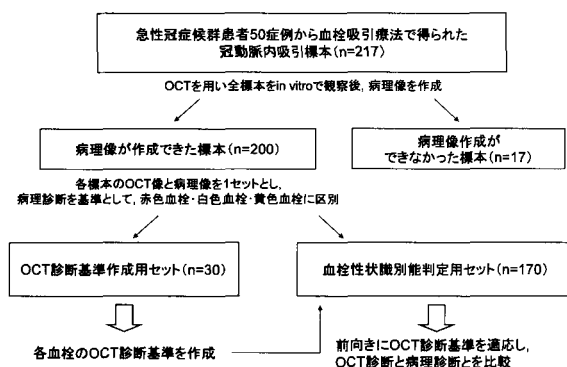 急性冠症候群患者50症例から血栓吸引療法で得られた
冠動脈内吸引標本(n=217)
OCTを用い全標本をin vitroで観察後, 病理像を作成
病理像が作成できた標本(n=200)
病理像作成が
できなかった標本(n=17)
各標本のOCT像と病理像を1セットとし,
病理診断を基準として, 赤色血栓・白色血栓・黄色血栓に区別
OCT診断基準作成用セット(n=30)
血栓性状識別能判定用セット(n=170)
各血栓のOCT診断基準を作成
前向きにOCT診断基準を適応し,
OCT診断と病理診断とを比較